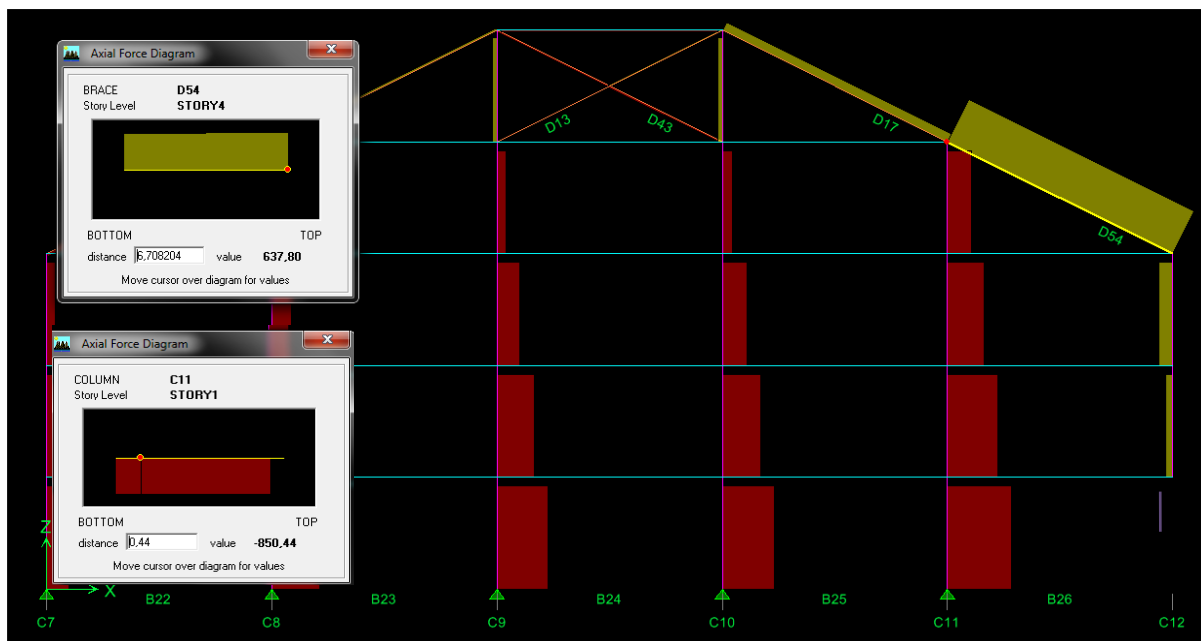 Axial Force Diagram
BRACE D54
Story Level STORY4
BOTTOM TOP
distance 6,708204 value 637,80
Move cursor over diagram for values
Axial Force Diagram
COLUMN C11
Story Level STORY1
BOTTOM TOP
distance 0,44 value -850,44
Move cursor over diagram for values
D13 D43 D17
D54
Z
X
B22 B23 B24 B25 B26
C7 C8 C9 C10 C11 C12